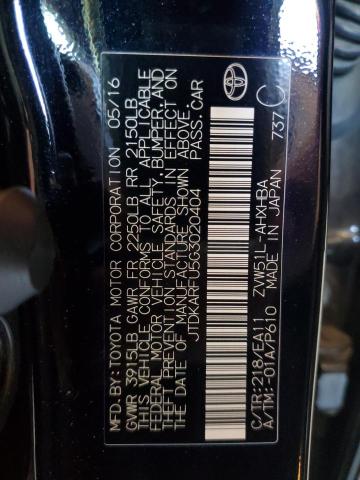 MFD.BY:TOYOTA MOTOR CORPORATION 05/16
GVWR 3915LB GAWR FR 2250LB RR 2150LB
THIS VEHICLE CONFORMS TO ALL APPLICABLE
FEDERAL MOTOR VEHICLE SAFETY,BUMPER,AND
THEFT PREVENTION STANDARDS IN EFFECT ON
THE DATE OF MANUFACTURE SHOWN ABOVE.
JTDKARFU5G3020404 PASS.CAR
C/TR:218/EA11 ZVW51L-AHXHBA 737 C
A/TM:-01A/P610 MADE IN JAPAN